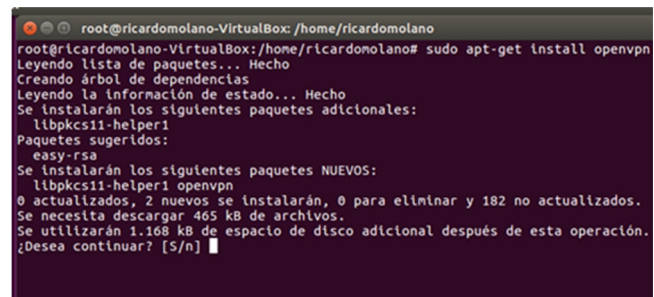 root@ricardomolano-VirtualBox: /home/ricardomolano
root@ricardomolano-VirtualBox:/home/ricardomolano# sudo apt-get install openvpn
Leyendo lista de paquetes... Hecho
Creando árbol de dependencias
Leyendo la información de estado... Hecho
Se instalarán los siguientes paquetes adicionales:
  libpkcs11-helper1
Paquetes sugeridos:
  easy-rsa
Se instalarán los siguientes paquetes NUEVOS:
  libpkcs11-helper1 openvpn
0 actualizados, 2 nuevos se instalarán, 0 para eliminar y 182 no actualizados.
Se necesita descargar 465 kB de archivos.
Se utilizarán 1.168 kB de espacio de disco adicional después de esta operación.
¿Desea continuar? [S/n]